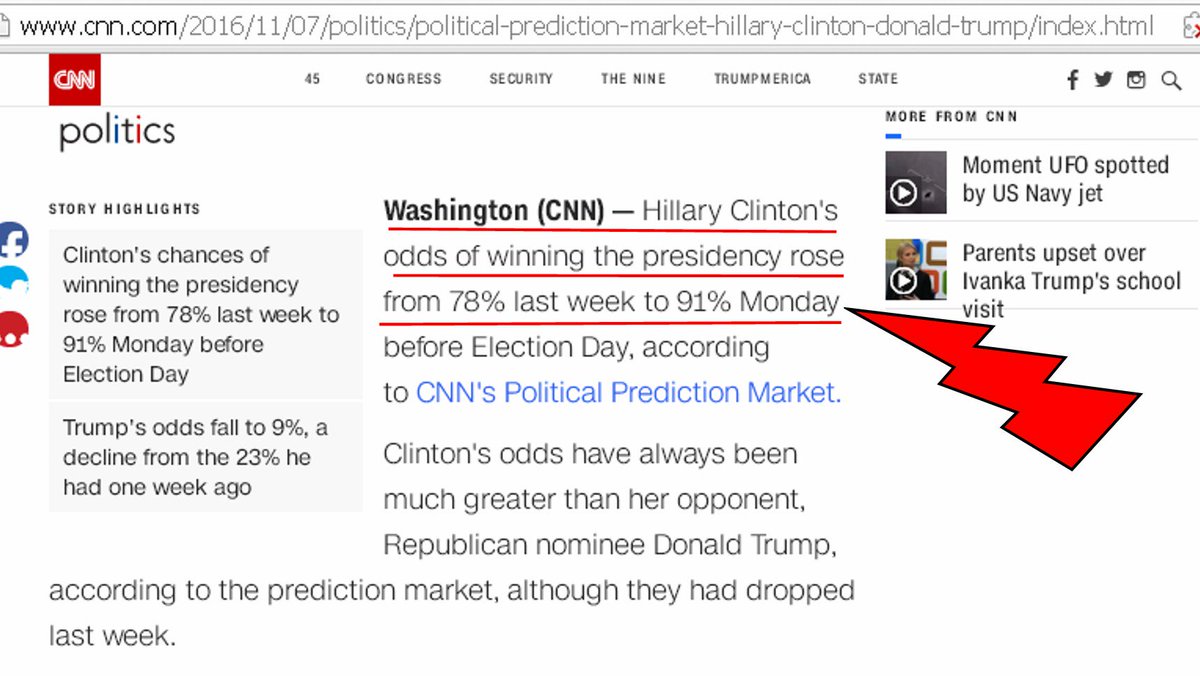 www.cnn.com/2016/11/07/politics/political-prediction-market-hillary-clinton-donald-trump/index.html
CNN
45 CONGRESS SECURITY THE NINE TRUMPMERICA STATE
politics
STORY HIGHLIGHTS
Clinton's chances of
winning the presidency
rose from 78% last week to
91% Monday before
Election Day
Trump's odds fall to 9%, a
decline from the 23% he
had one week ago
Washington (CNN) — Hillary Clinton's
odds of winning the presidency rose
from 78% last week to 91% Monday
before Election Day, according
to CNN's Political Prediction Market.
Clinton's odds have always been
much greater than her opponent,
Republican nominee Donald Trump,
according to the prediction market, although they had dropped
last week.
MORE FROM CNN
Moment UFO spotted
by US Navy jet
Parents upset over
Ivanka Trump's school
visit